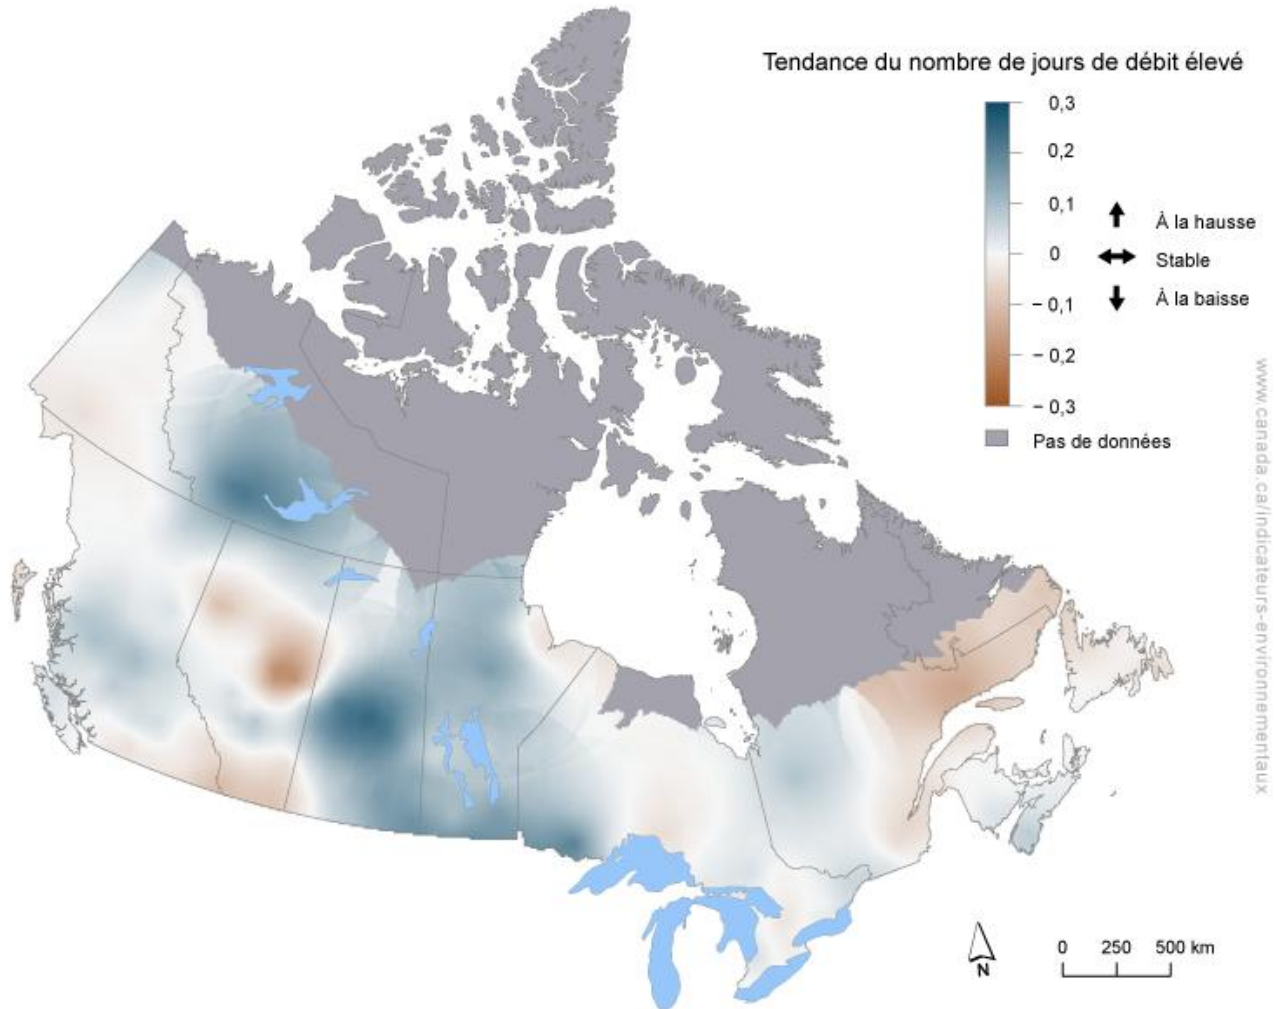 Tendance du nombre de jours de débit élevé
0,3
0,2
0,1
0
− 0,1
− 0,2
− 0,3
À la hausse
Stable
À la baisse
Pas de données
www.canada.ca/indicateurs-environnementaux
N
0 250 500 km